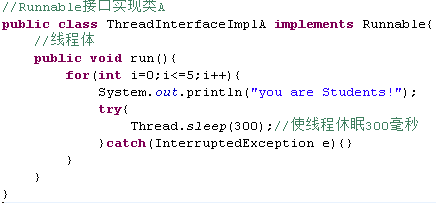 //Runnable接口实现类A
public class ThreadInterfaceImplA implements Runnable{
    //线程体
    public void run(){
        for(int i=0;i<=5;i++){
            System.out.println("you are Students!");
            try{
                Thread.sleep(300);//使线程休眠300毫秒
            }catch(InterruptedException e){}
        }
    }
}